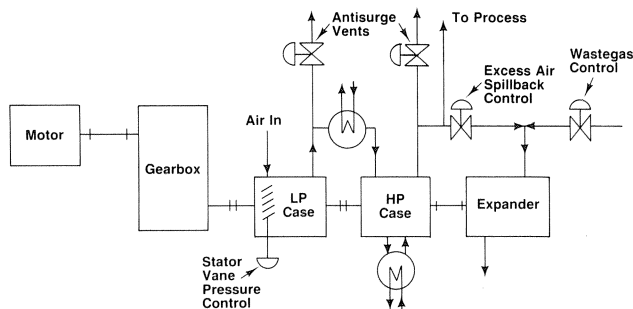 Antisurge
Vents
To Process
Excess Air
Spillback
Control
Wastegas
Control
Motor
Gearbox
Air In
LP
Case
HP
Case
Expander
Stator
Vane
Pressure
Control